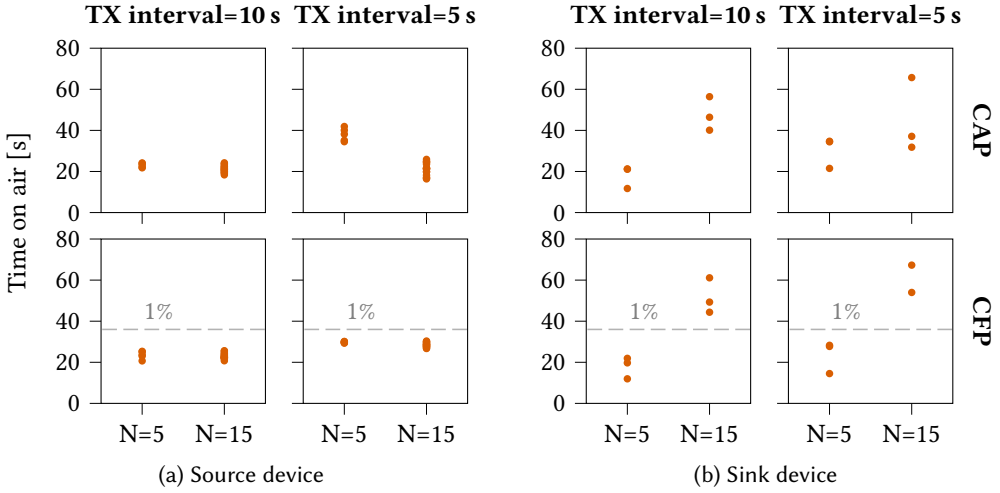 TX interval=10 s TX interval=5 s TX interval=10 s TX interval=5 s
Time on air [s]
80
60
40
20
0
CAP
80
60
40
20
0
1% 1% 1% 1%
CFP
N=5 N=15 N=5 N=15 N=5 N=15 N=5 N=15
(a) Source device (b) Sink device